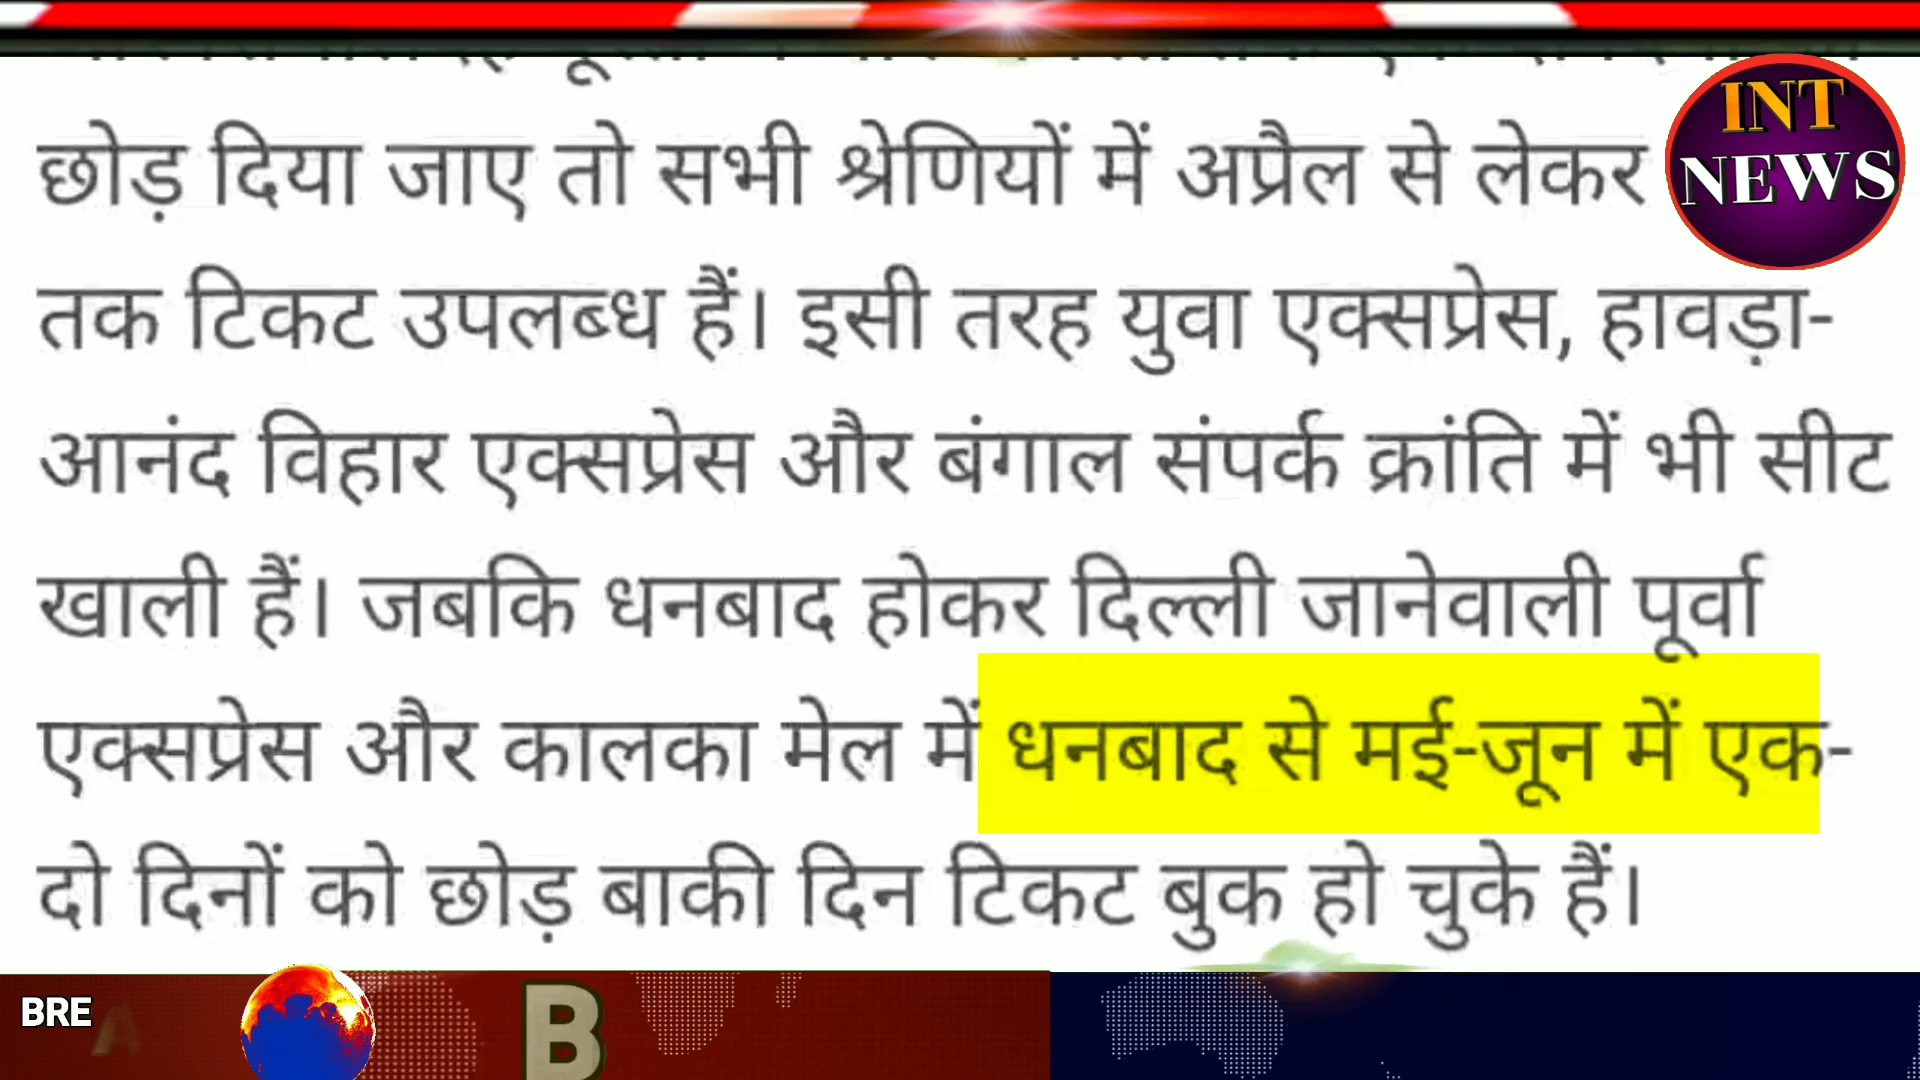 छोड़ दिया जाए तो सभी श्रेणियों में अप्रैल से लेकर
तक टिकट उपलब्ध हैं। इसी तरह युवा एक्सप्रेस, हावड़ा-
आनंद विहार एक्सप्रेस और बंगाल संपर्क क्रांति में भी सीट
खाली हैं। जबकि धनबाद होकर दिल्ली जानेवाली पूर्वा
एक्सप्रेस और कालका मेल में धनबाद से मई-जून में एक-
दो दिनों को छोड़ बाकी दिन टिकट बुक हो चुके हैं।
INT
NEWS
BRE
A
B